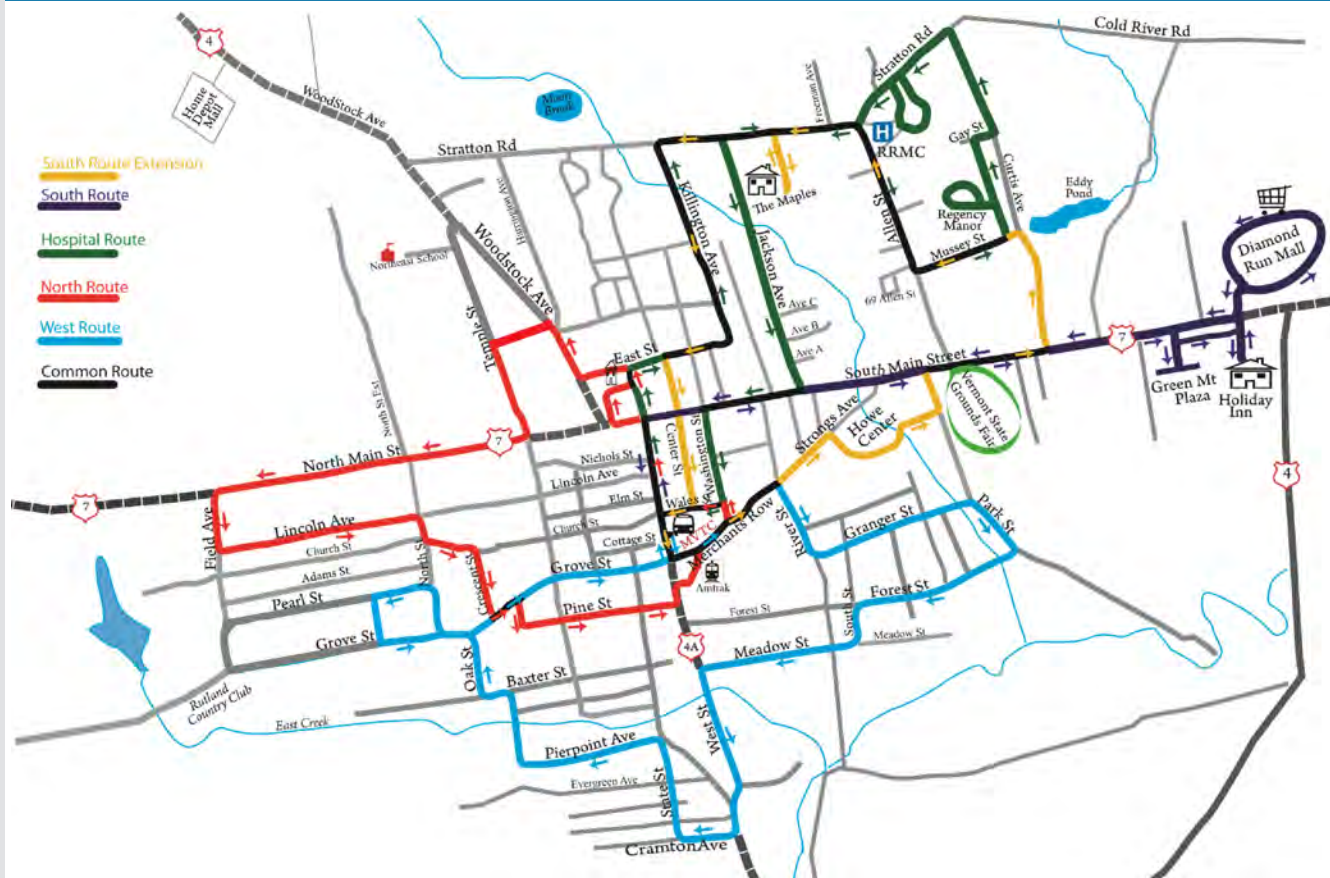 4
Cold River Rd
Home
Depot
Mall
WoodStock Ave
Stratton Rd
Freeman Ave
H
RRMC
Stratton Rd
Gay St
Curtis Ave
Eddy
Pond
South Route Extension
South Route
Hospital Route
North Route
West Route
Common Route
The Maples
Killington Ave
Jackson Ave
Allen St
Regency
Manor
Mussey St
69 Allen St
Diamond
Run Mall
Northeast School
Woodstock Ave
Temple St
Ave C
Ave B
Ave A
East St
South Main Street
7
Green Mt
Plaza
Holiday
Inn
Vermont State
Grounds Fair
Strongs Ave
Howe
Center
Center St
Washington St
7
North Main St
7
Nichols St
Lincoln Ave
Elm St
Church St
Cottage St
Wales St
MVTC
Merchants Row
Amtrak
River St
Granger St
Park St
4
Field Ave
Lincoln Ave
Church St
Adams St
Pearl St
North St
Crescent St
Grove St
Pine St
Grove St
Oak St
Forest St
Forest St
South St
Meadow St
Meadow St
4A
Baxter St
Rutland
Country Club
East Creek
West St
Pierpoint Ave
Evergreen Ave
State St
Cramton Ave